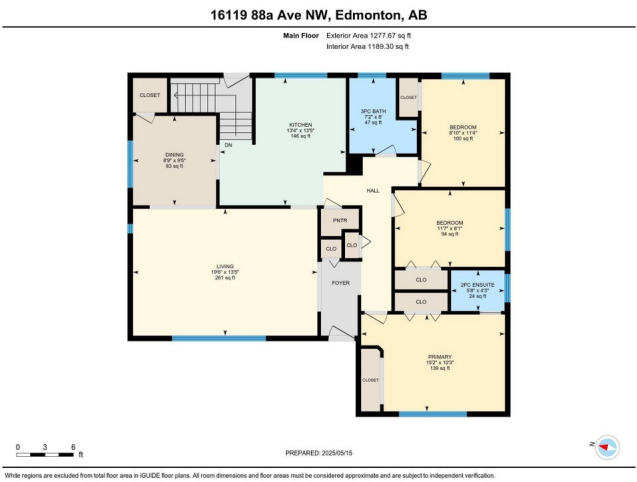 16119 88a Ave NW, Edmonton, AB
Main Floor Exterior Area 1277.67 sq ft
Interior Area 1189.30 sq ft
CLOSET
DN
KITCHEN
13'4" x 13'5"
146 sq ft
3PC BATH
7'2" x 8'
47 sq ft
CLOSET
BEDROOM
8'10" x 11'4"
100 sq ft
DINING
8'9" x 9'5"
83 sq ft
HALL
BEDROOM
11'7" x 8'1"
94 sq ft
PNTR
CLO
CLO
LIVING
19'6" x 13'5"
261 sq ft
FOYER
CLO
2PC ENSUITE
5'8" x 4'3"
24 sq ft
CLO
PRIMARY
15'2" x 10'3"
139 sq ft
CLOSET
0 3 6
ft
PREPARED: 2025/05/15
N
White regions are excluded from total floor area in iGUIDE floor plans. All room dimensions and floor areas must be considered approximate and are subject to independent verification.